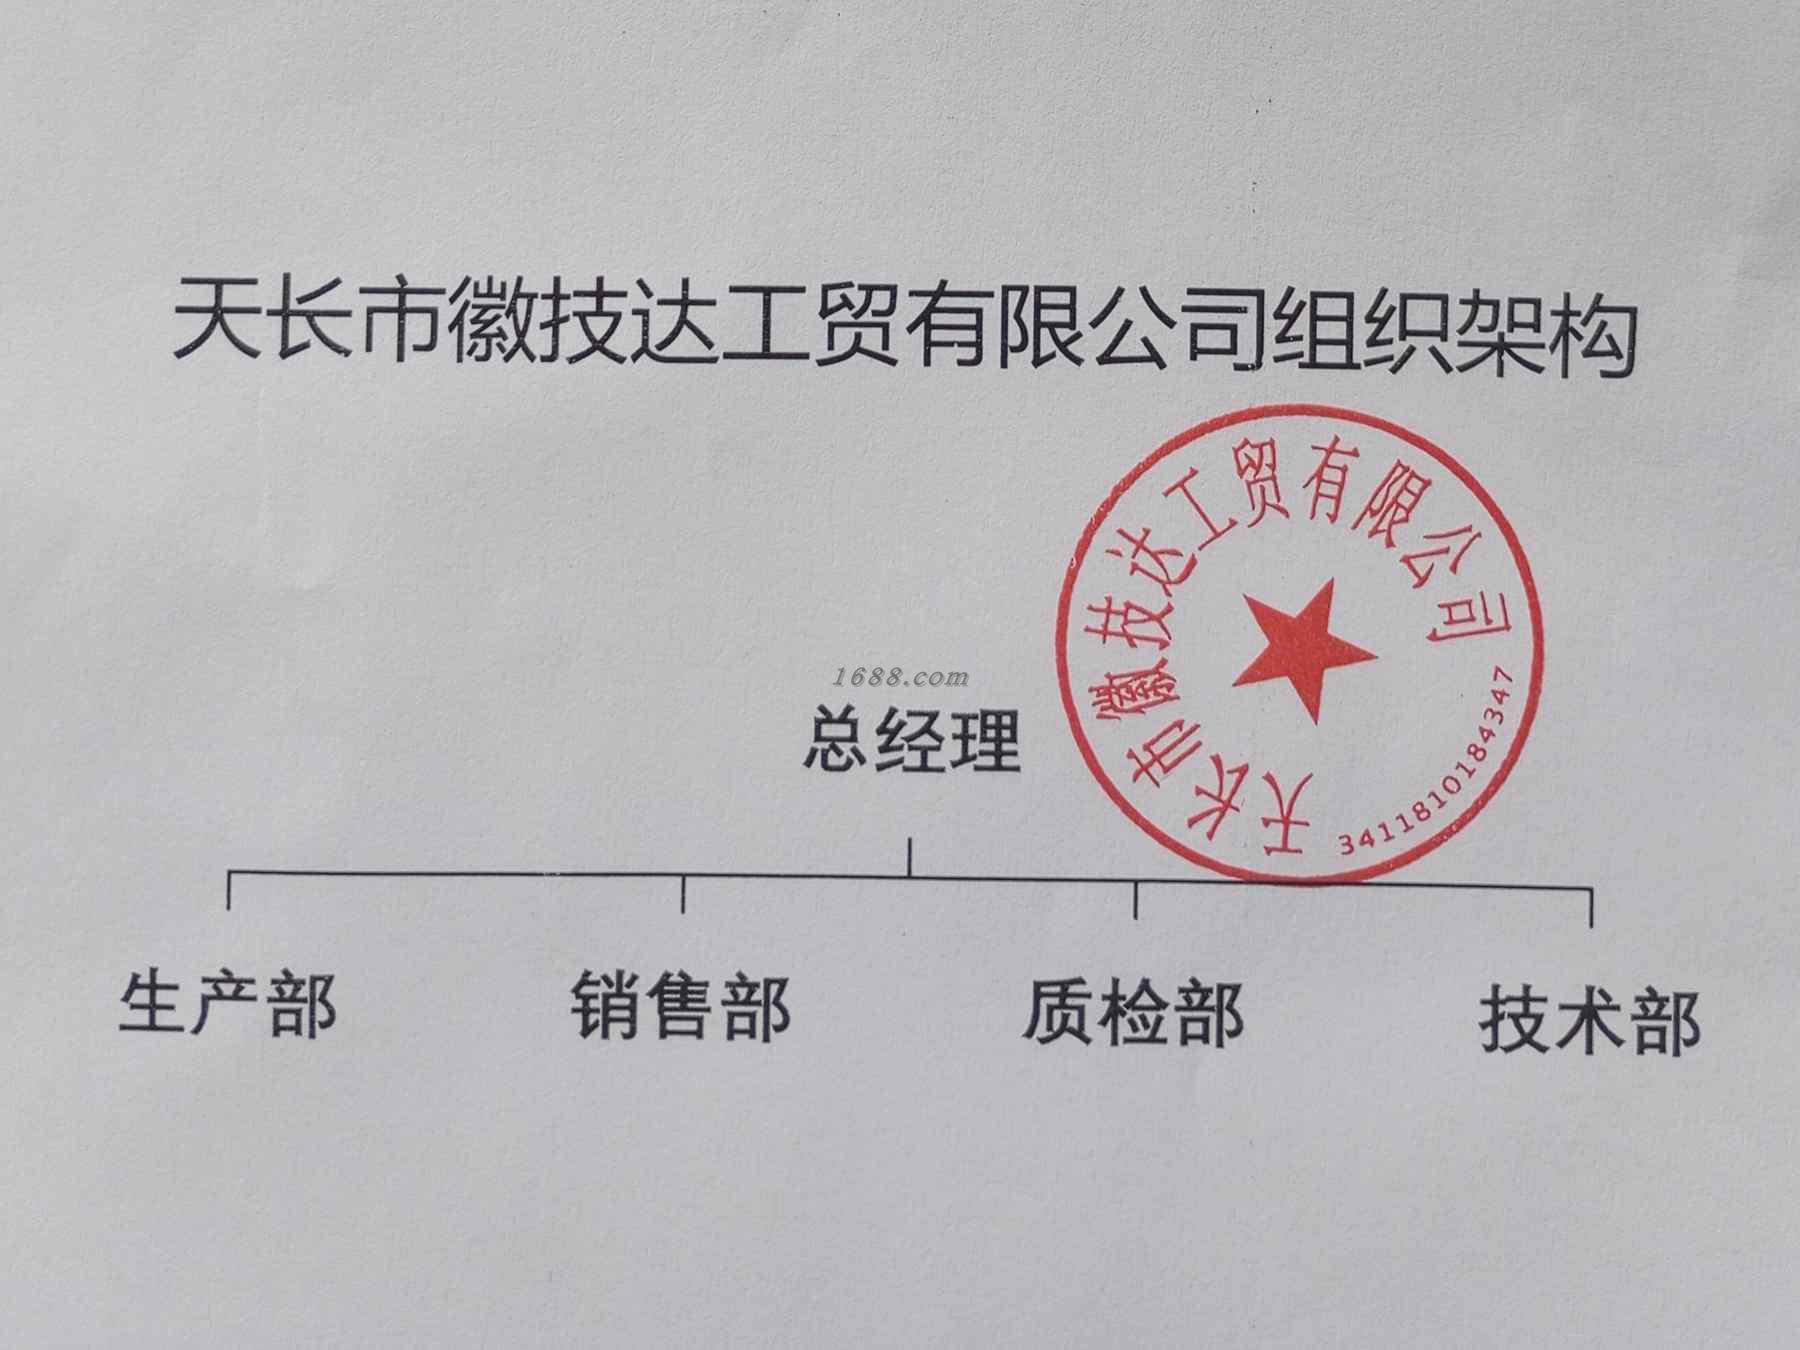 天长市徽技达工贸有限公司组织架构
天长市徽技达工贸有限公司
3411810184347
1688.com
总经理
生产部 销售部 质检部 技术部